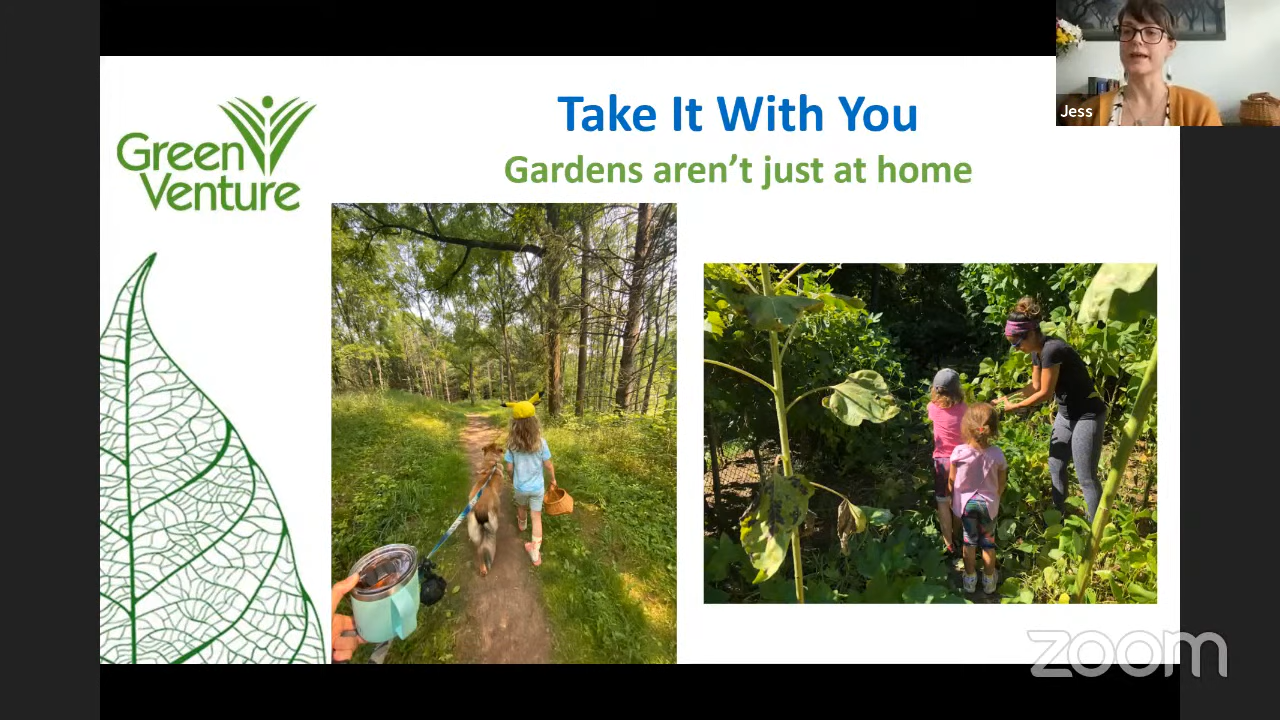 Take It With You
Gardens aren't just at home
Green
Venture
Jess
zoom